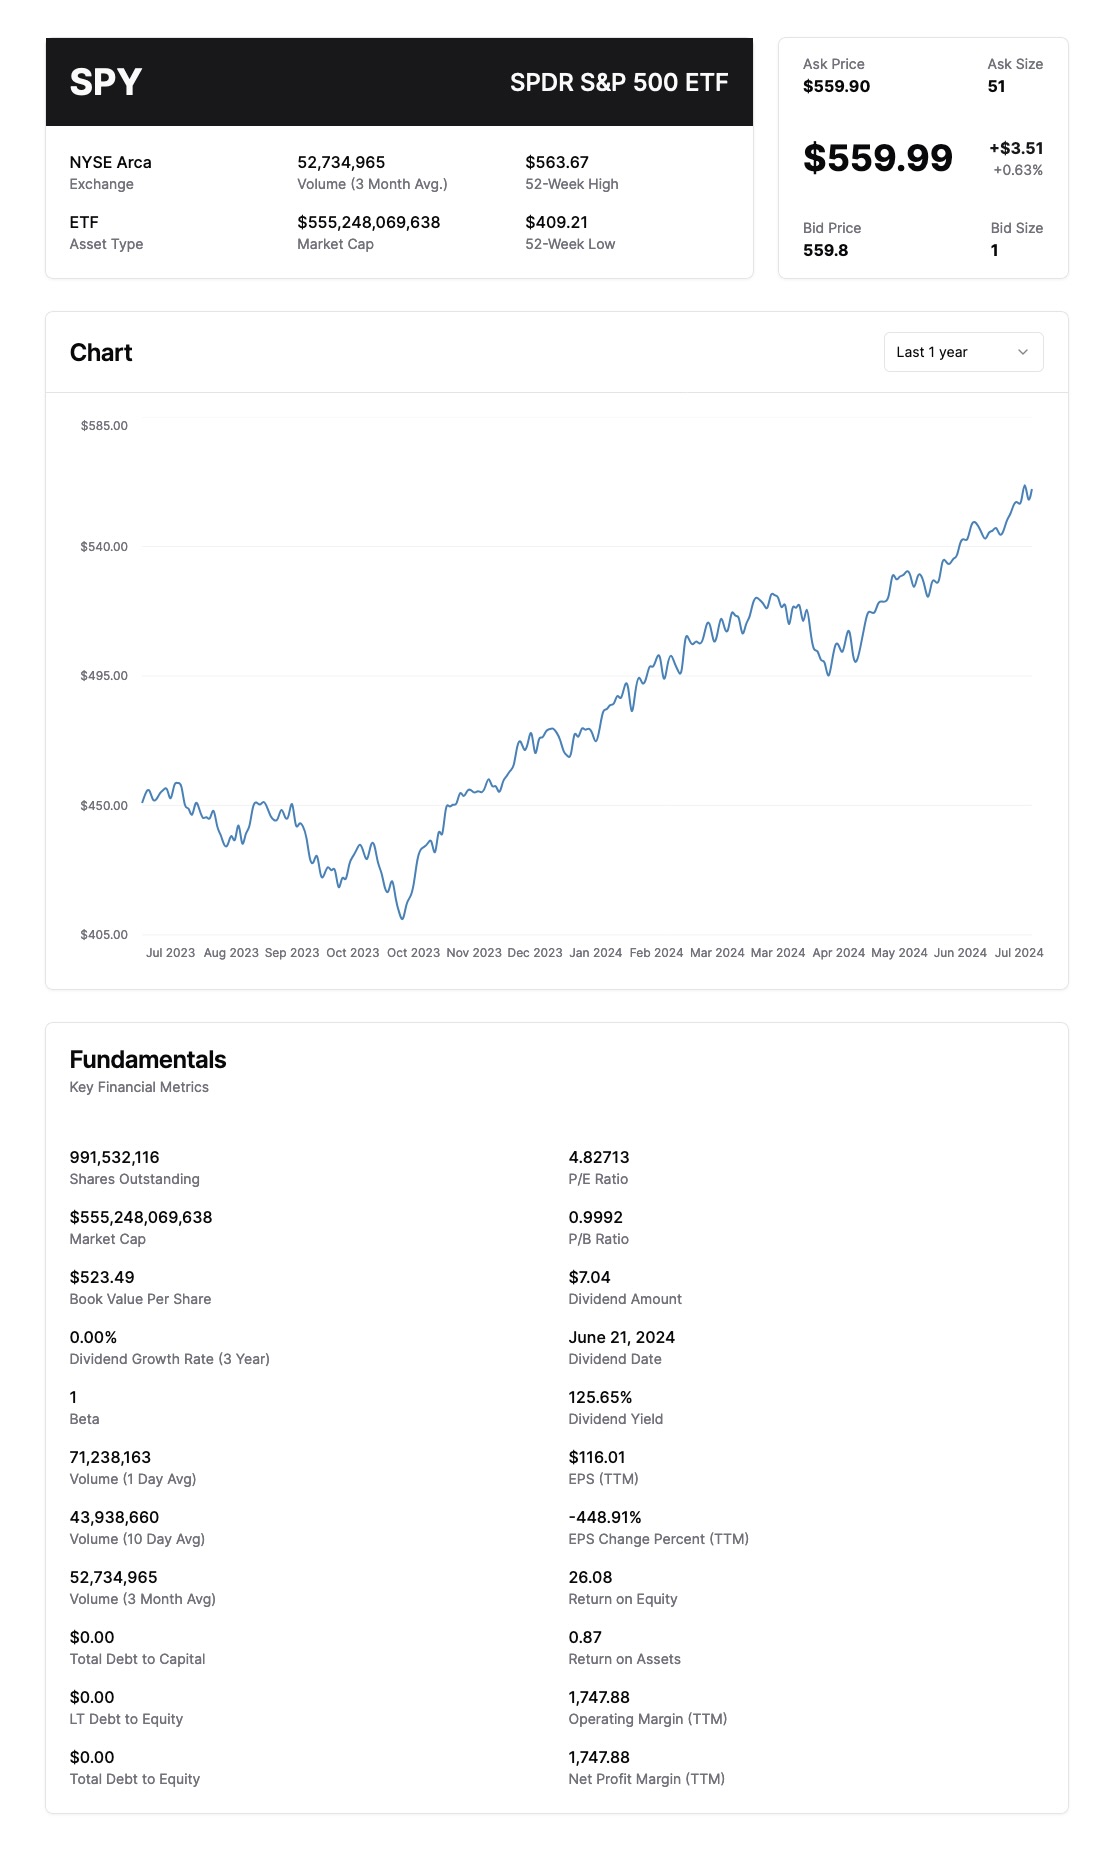 SPY
SPDR S&P 500 ETF
NYSE Arca
Exchange
52,734,965
Volume (3 Month Avg.)
$563.67
52-Week High
ETF
Asset Type
$555,248,069,638
Market Cap
$409.21
52-Week Low
Ask Price
$559.90
Ask Size
51
$559.99
+$3.51
+0.63%
Bid Price
559.8
Bid Size
1
Chart
Last 1 year
$585.00
$540.00
$495.00
$450.00
$405.00
Jul 2023 Aug 2023 Sep 2023 Oct 2023 Oct 2023 Nov 2023 Dec 2023 Jan 2024 Feb 2024 Mar 2024 Mar 2024 Apr 2024 May 2024 Jun 2024 Jul 2024
Fundamentals
Key Financial Metrics
991,532,116
Shares Outstanding
4.82713
P/E Ratio
$555,248,069,638
Market Cap
0.9992
P/B Ratio
$523.49
Book Value Per Share
$7.04
Dividend Amount
0.00%
Dividend Growth Rate (3 Year)
June 21, 2024
Dividend Date
1
Beta
125.65%
Dividend Yield
71,238,163
Volume (1 Day Avg)
$116.01
EPS (TTM)
43,938,660
Volume (10 Day Avg)
-448.91%
EPS Change Percent (TTM)
52,734,965
Volume (3 Month Avg)
26.08
Return on Equity
$0.00
Total Debt to Capital
0.87
Return on Assets
$0.00
LT Debt to Equity
1,747.88
Operating Margin (TTM)
$0.00
Total Debt to Equity
1,747.88
Net Profit Margin (TTM)